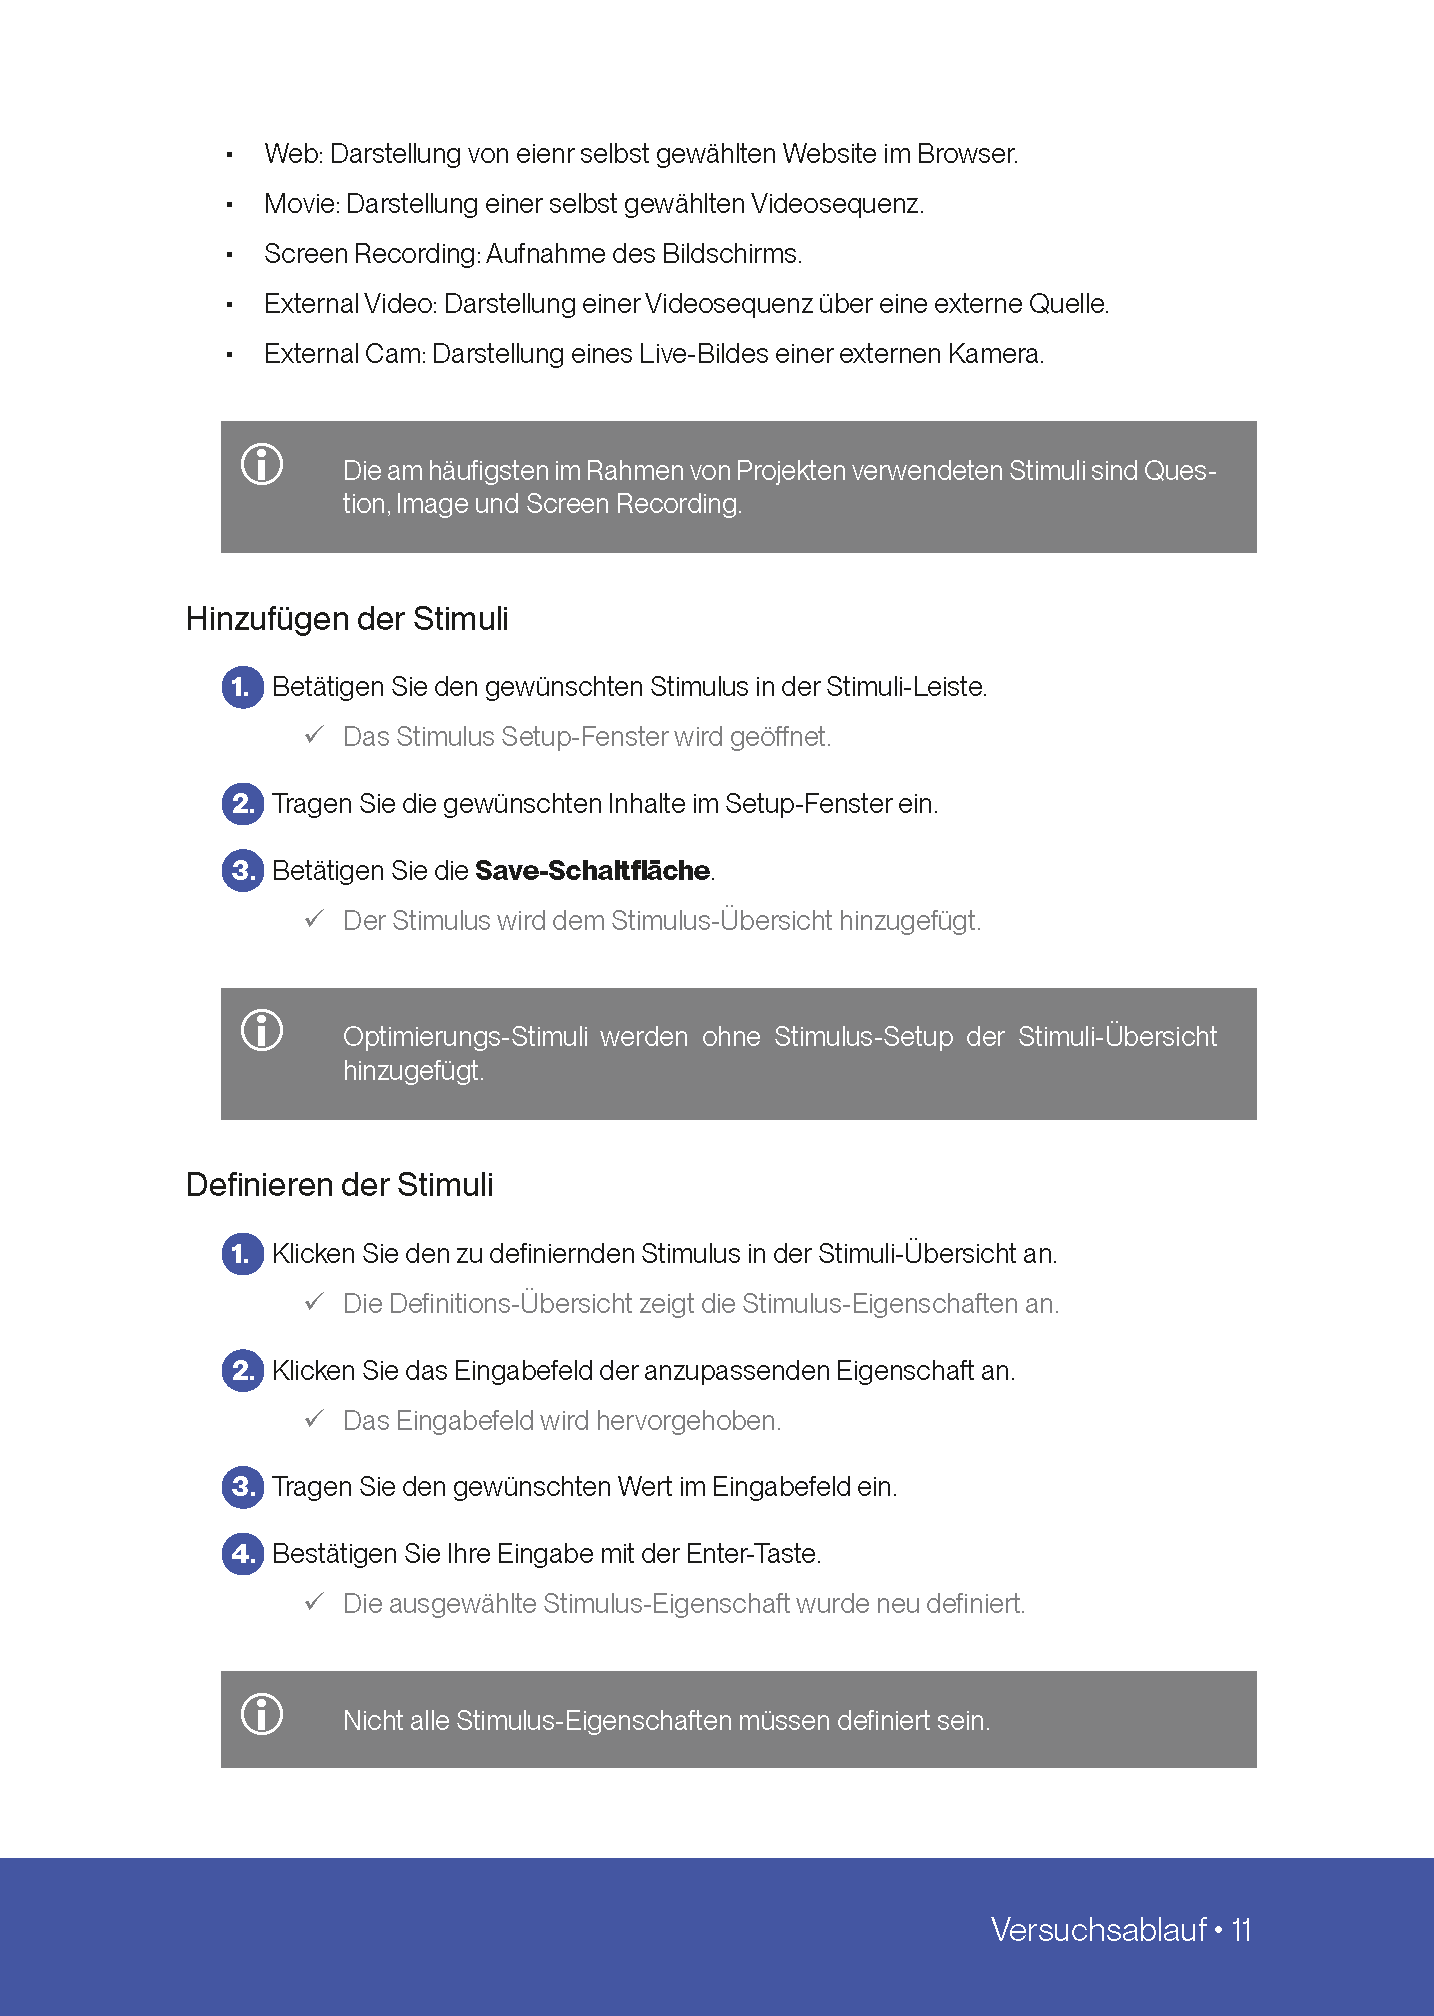 ▪ Web: Darstellung von eienr selbst gewählten Website im Browser.
▪ Movie: Darstellung einer selbst gewählten Videosequenz.
▪ Screen Recording: Aufnahme des Bildschirms.
▪ External Video: Darstellung einer Videosequenz über eine externe Quelle.
▪ External Cam: Darstellung eines Live-Bildes einer externen Kamera.
Die am häufigsten im Rahmen von Projekten verwendeten Stimuli sind Ques-
tion, Image und Screen Recording.
Hinzufügen der Stimuli
1. Betätigen Sie den gewünschten Stimulus in der Stimuli-Leiste.
✓ Das Stimulus Setup-Fenster wird geöffnet.
2. Tragen Sie die gewünschten Inhalte im Setup-Fenster ein.
3. Betätigen Sie die Save-Schaltfläche.
✓ Der Stimulus wird dem Stimulus-Übersicht hinzugefügt.
Optimierungs-Stimuli werden ohne Stimulus-Setup der Stimuli-Übersicht
hinzugefügt.
Definieren der Stimuli
1. Klicken Sie den zu definiernden Stimulus in der Stimuli-Übersicht an.
✓ Die Definitions-Übersicht zeigt die Stimulus-Eigenschaften an.
2. Klicken Sie das Eingabefeld der anzupassenden Eigenschaft an.
✓ Das Eingabefeld wird hervorgehoben.
3. Tragen Sie den gewünschten Wert im Eingabefeld ein.
4. Bestätigen Sie Ihre Eingabe mit der Enter-Taste.
✓ Die ausgewählte Stimulus-Eigenschaft wurde neu definiert.
Nicht alle Stimulus-Eigenschaften müssen definiert sein.
Versuchsablauf • 11